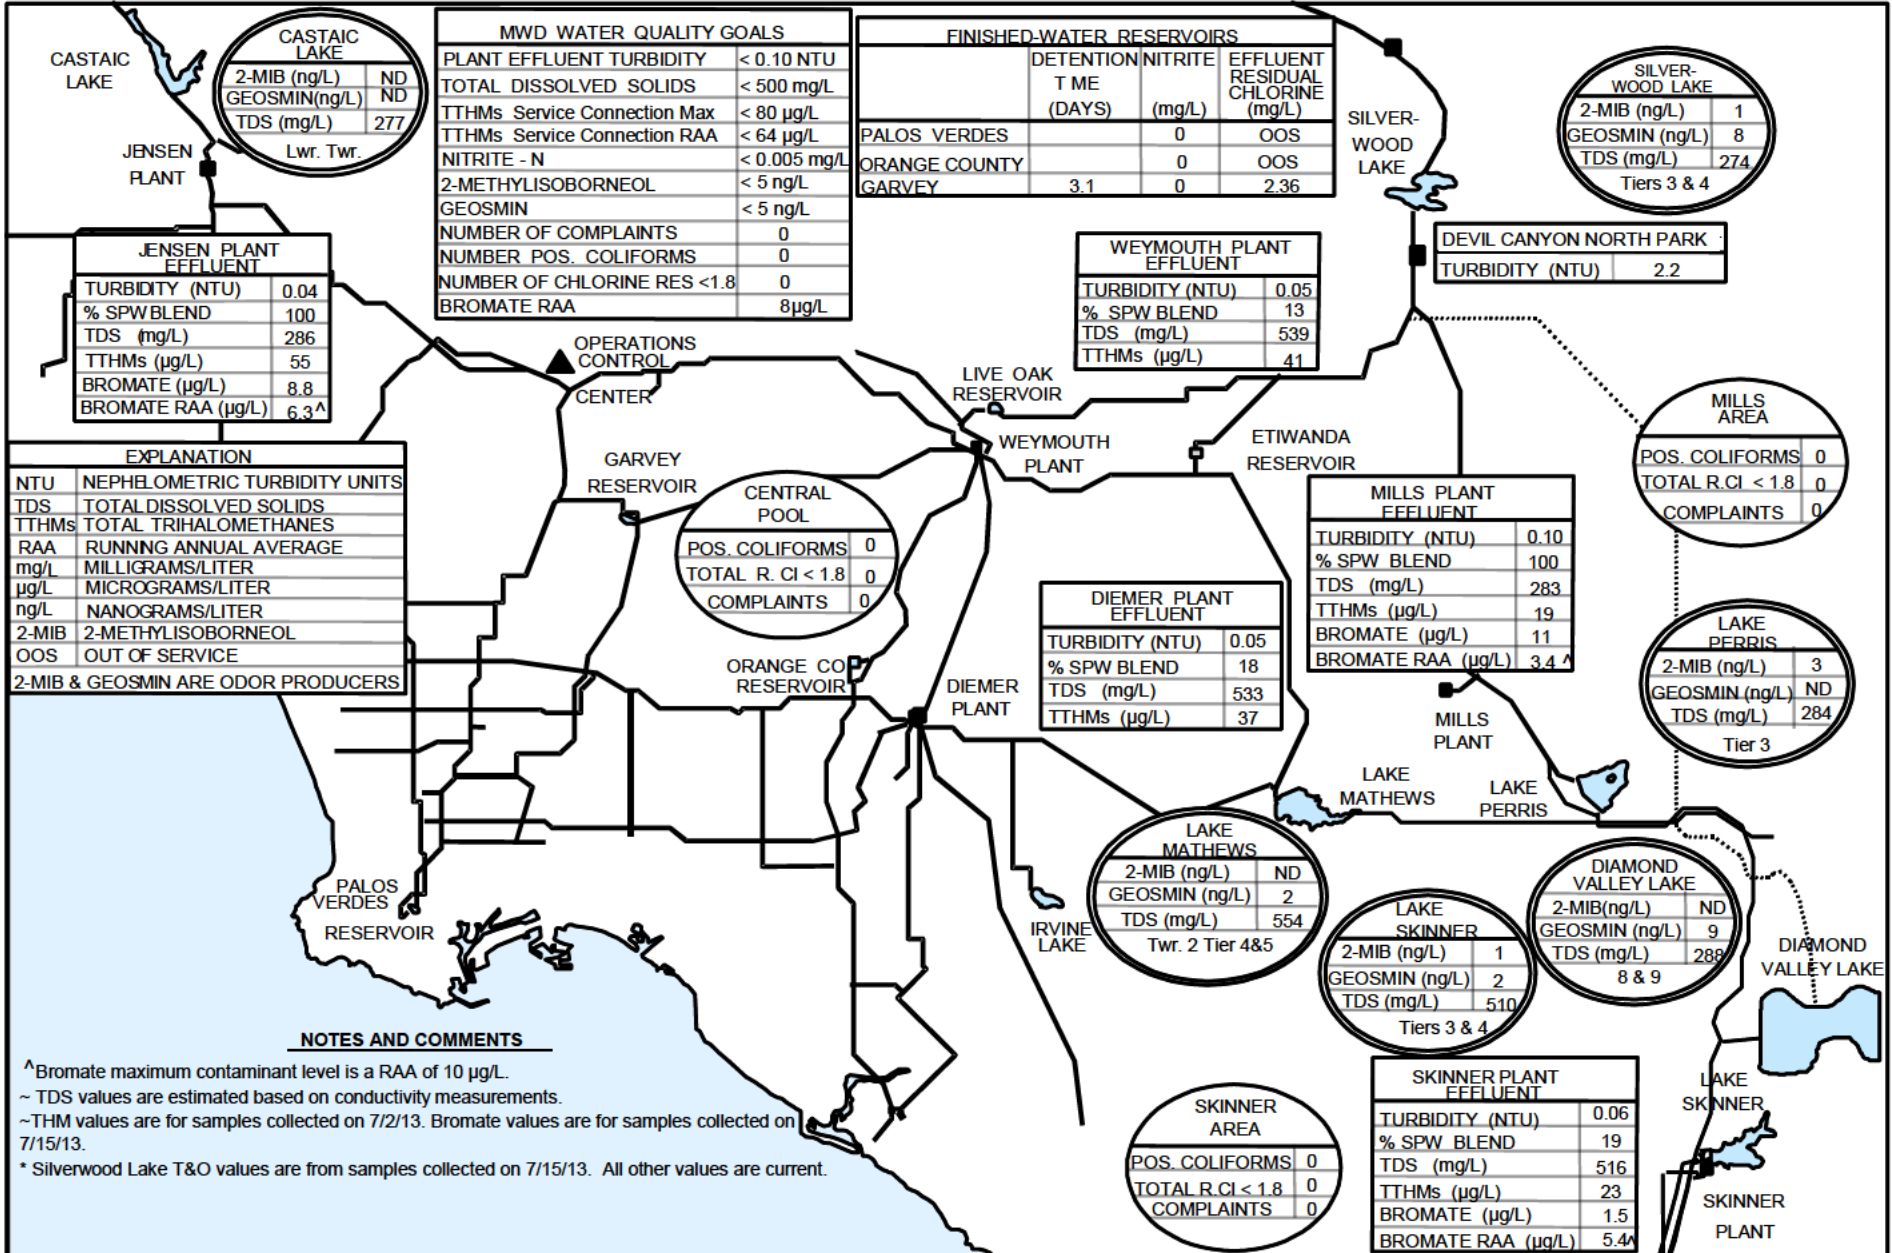 CASTAIC
LAKE
CASTAIC
LAKE
2-MIB (ng/L) ND
GEOSMIN(ng/L) ND
TDS (mg/L) 277
Lwr. Twr.
JENSEN
PLANT
MWD WATER QUALITY GOALS
PLANT EFFLUENT TURBIDITY < 0.10 NTU
TOTAL DISSOLVED SOLIDS < 500 mg/L
TTHMs Service Connection Max < 80 µg/L
TTHMs Service Connection RAA < 64 µg/L
NITRITE - N < 0.005 mg/L
2-METHYLISOBORNEOL < 5 ng/L
GEOSMIN < 5 ng/L
NUMBER OF COMPLAINTS 0
NUMBER POS. COLIFORMS 0
NUMBER OF CHLORINE RES <1.8 0
BROMATE RAA 8µg/L
FINISHED-WATER RESERVOIRS
DETENTION NITRITE EFFLUENT
T ME RESIDUAL
CHLORINE
(DAYS) (mg/L) (mg/L)
PALOS VERDES 0 OOS
ORANGE COUNTY 0 OOS
GARVEY 3.1 0 2.36
SILVER-
WOOD
LAKE
SILVER-
WOOD LAKE
2-MIB (ng/L) 1
GEOSMIN (ng/L) 8
TDS (mg/L) 274
Tiers 3 & 4
DEVIL CANYON NORTH PARK
TURBIDITY (NTU) 2.2
JENSEN PLANT
EFFLUENT
TURBIDITY (NTU) 0.04
% SPW BLEND 100
TDS (mg/L) 286
TTHMs (µg/L) 55
BROMATE (µg/L) 8.8
BROMATE RAA (µg/L) 6.3^
WEYMOUTH PLANT
EFFLUENT
TURBIDITY (NTU) 0.05
% SPW BLEND 13
TDS (mg/L) 539
TTHMs (µg/L) 41
OPERATIONS
CONTROL
CENTER
LIVE OAK
RESERVOIR
WEYMOUTH
PLANT
ETIWANDA
RESERVOIR
MILLS
AREA
POS. COLIFORMS 0
TOTAL R.Cl < 1.8 0
COMPLAINTS 0
EXPLANATION
NTU NEPHELOMETRIC TURBIDITY UNITS
TDS TOTAL DISSOLVED SOLIDS
TTHMs TOTAL TRIHALOMETHANES
RAA RUNNING ANNUAL AVERAGE
mg/L MILLIGRAMS/LITER
µg/L MICROGRAMS/LITER
ng/L NANOGRAMS/LITER
2-MIB 2-METHYLISOBORNEOL
OOS OUT OF SERVICE
2-MIB & GEOSMIN ARE ODOR PRODUCERS
GARVEY
RESERVOIR
CENTRAL
POOL
POS. COLIFORMS 0
TOTAL R. Cl < 1.8 0
COMPLAINTS 0
MILLS PLANT
EFFLUENT
TURBIDITY (NTU) 0.10
% SPW BLEND 100
TDS (mg/L) 283
TTHMs (µg/L) 19
BROMATE (µg/L) 11
BROMATE RAA (µg/L) 3.4 ^
DIEMER PLANT
EFFLUENT
TURBIDITY (NTU) 0.05
% SPW BLEND 18
TDS (mg/L) 533
TTHMs (µg/L) 37
LAKE
PERRIS
2-MIB (ng/L) 3
GEOSMIN (ng/L) ND
TDS (mg/L) 284
Tier 3
ORANGE CO
RESERVOIR
DIEMER
PLANT
MILLS
PLANT
LAKE
MATHEWS
LAKE
PERRIS
LAKE
MATHEWS
2-MIB (ng/L) ND
GEOSMIN (ng/L) 2
TDS (mg/L) 554
Twr. 2 Tier 4&5
DIAMOND
VALLEY LAKE
2-MIB(ng/L) ND
GEOSMIN (ng/L) 9
TDS (mg/L) 288
8 & 9
LAKE
SKINNER
2-MIB (ng/L) 1
GEOSMIN (ng/L) 2
TDS (mg/L) 510
Tiers 3 & 4
DIAMOND
VALLEY LAKE
PALOS
VERDES
RESERVOIR
IRVINE
LAKE
NOTES AND COMMENTS
^Bromate maximum contaminant level is a RAA of 10 µg/L.
~ TDS values are estimated based on conductivity measurements.
~THM values are for samples collected on 7/2/13. Bromate values are for samples collected on
7/15/13.
* Silverwood Lake T&O values are from samples collected on 7/15/13. All other values are current.
SKINNER
AREA
POS. COLIFORMS 0
TOTAL R.Cl < 1.8 0
COMPLAINTS 0
SKINNER PLANT
EFFLUENT
TURBIDITY (NTU) 0.06
% SPW BLEND 19
TDS (mg/L) 516
TTHMs (µg/L) 23
BROMATE (µg/L) 1.5
BROMATE RAA (µg/L) 5.4^
LAKE
SKINNER
SKINNER
PLANT